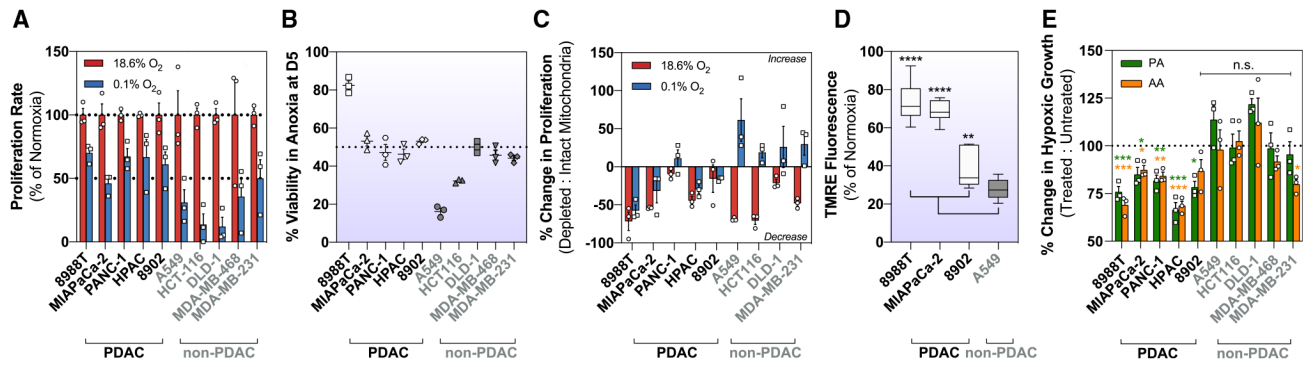 A
Proliferation Rate
(% of Normoxia)
150
100
50
0
18.6% O₂
0.1% O₂
8988T
MIAPaCa-2
PANC-1
HPAC
8902
A549
HCT-116
DLD-1
MDA-MB-468
MDA-MB-231
PDAC
non-PDAC
B
% Viability in Anoxia at D5
100
80
60
40
20
0
8988T
MIAPaCa-2
PANC-1
HPAC
8902
A549
HCT116
DLD-1
MDA-MB-468
MDA-MB-231
PDAC
non-PDAC
C
% Change in Proliferation
(Depleted : Intact Mitochondria)
150
100
50
0
-50
-100
18.6% O₂
0.1% O₂
Increase
Decrease
8988T
MIAPaCa-2
PANC-1
HPAC
8902
A549
HCT116
DLD-1
MDA-MB-468
MDA-MB-231
PDAC
non-PDAC
D
TMRE Fluorescence
(% of Normoxia)
100
80
60
40
20
0
****
****
**
8988T
MIAPaCa-2
8902
A549
PDAC
non-PDAC
E
% Change in Hypoxic Growth
(Treated : Untreated)
150
125
100
75
50
PA
AA
n.s.
***
***
*
*
**
**
***
***
*
*
8988T
MIAPaCa-2
PANC-1
HPAC
8902
A549
HCT116
DLD-1
MDA-MB-468
MDA-MB-231
PDAC
non-PDAC